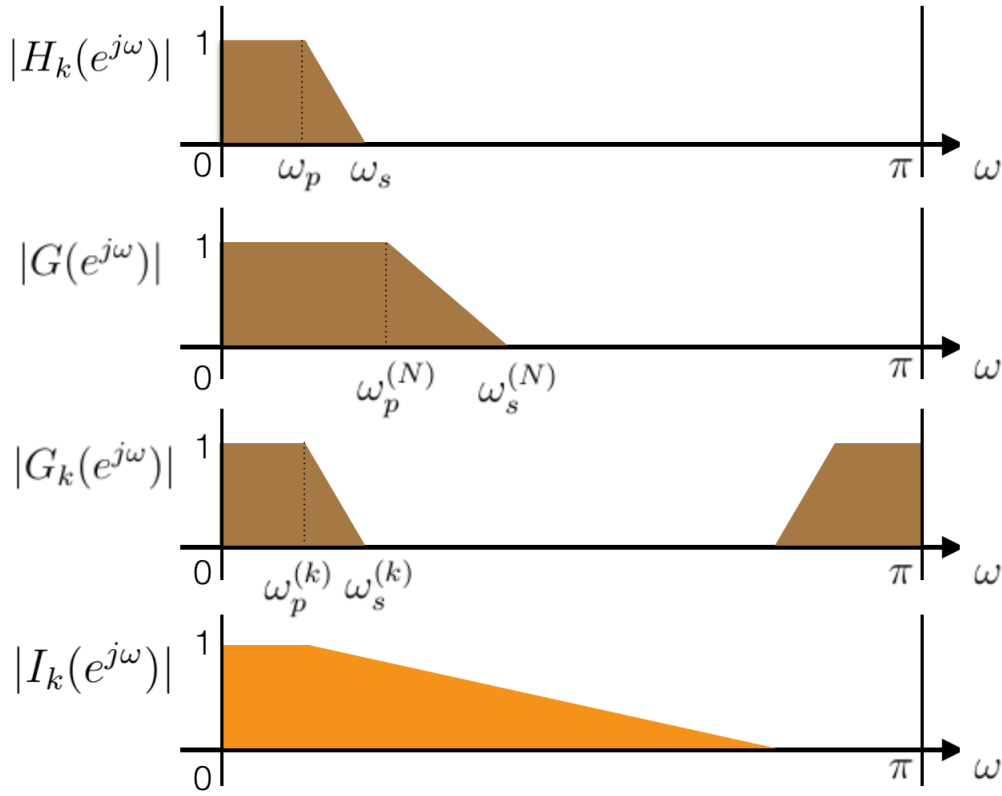 |H_k(e^{jω})|
1
0 ω_p ω_s π ω
|G(e^{jω})|
1
0 ω_p^{(N)} ω_s^{(N)} π ω
|G_k(e^{jω})|
1
0 ω_p^{(k)} ω_s^{(k)} π ω
|I_k(e^{jω})|
1
0 π ω